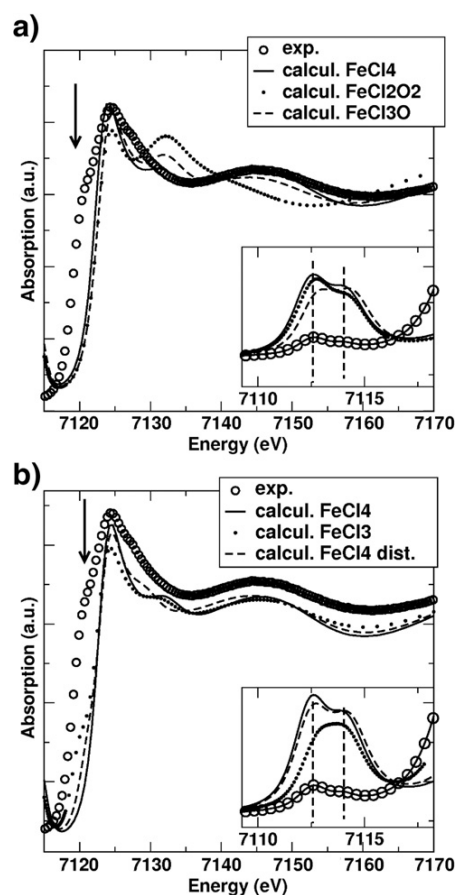 a)
exp.
calcul. FeCl4
calcul. FeCl2O2
calcul. FeCl3O
Absorption (a.u.)
7110 7115
7120 7130 7140 7150 7160 7170
Energy (eV)
b)
exp.
calcul. FeCl4
calcul. FeCl3
calcul. FeCl4 dist.
Absorption (a.u.)
7110 7115
7120 7130 7140 7150 7160 7170
Energy (eV)